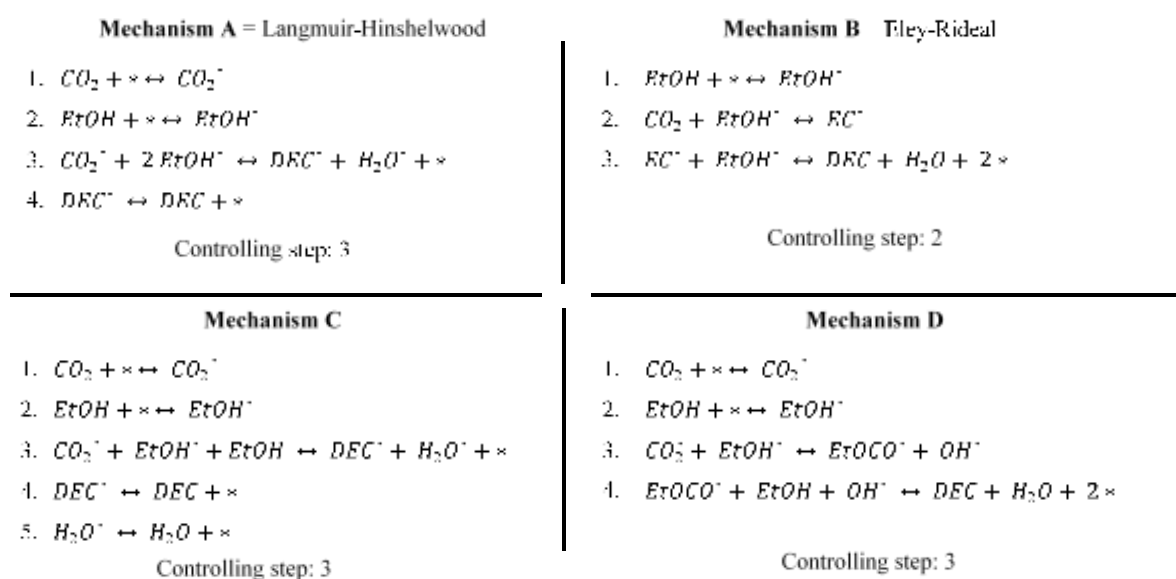 Mechanism A = Langmuir-Hinshelwood
1. CO₂ + * ↔ CO₂*
2. EtOH + * ↔ EtOH*
3. CO₂* + 2 EtOH* ↔ DEC* + H₂O* + *
4. DEC* ↔ DEC + *
Controlling step: 3
Mechanism B Eley-Rideal
1. EtOH + * ↔ EtOH*
2. CO₂ + EtOH* ↔ EC*
3. EC* + EtOH* ↔ DEC + H₂O + 2 *
Controlling step: 2
Mechanism C
1. CO₂ + * ↔ CO₂*
2. EtOH + * ↔ EtOH*
3. CO₂* + EtOH* + EtOH ↔ DEC* + H₂O* + *
4. DEC* ↔ DEC + *
5. H₂O* ↔ H₂O + *
Controlling step: 3
Mechanism D
1. CO₂ + * ↔ CO₂*
2. EtOH + * ↔ EtOH*
3. CO₂* + EtOH* ↔ EtOCO* + OH*
4. EtOCO* + EtOH + OH* ↔ DEC + H₂O + 2 *
Controlling step: 3